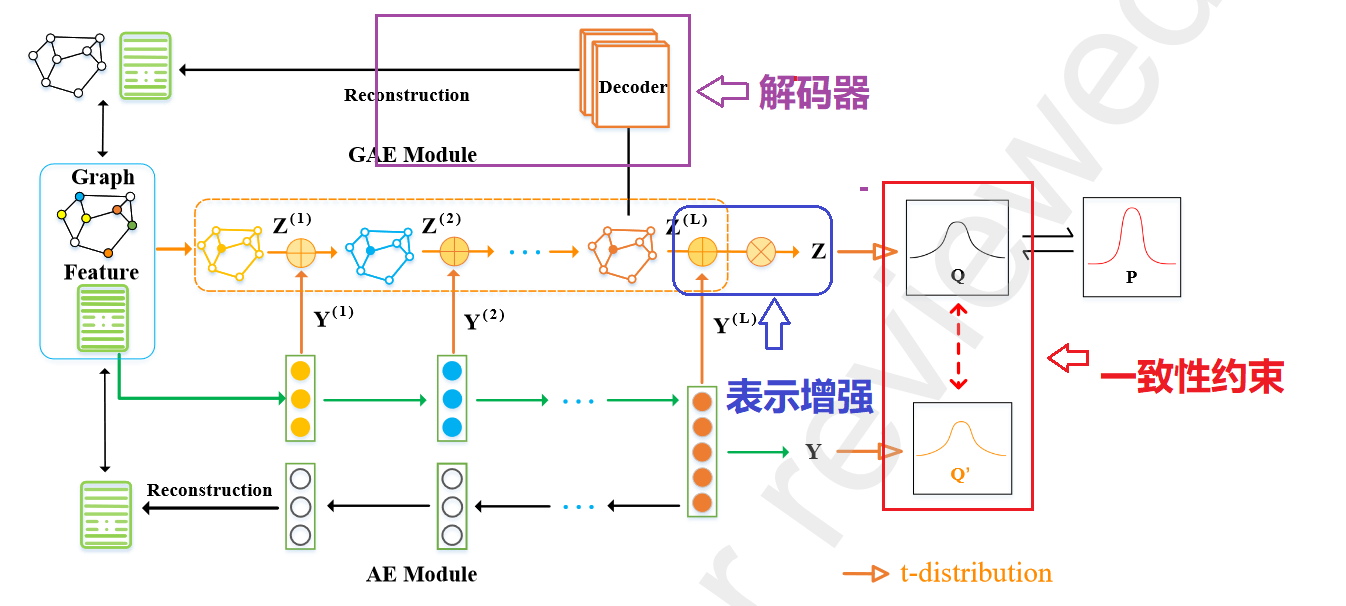 Decoder
解码器
Reconstruction
GAE Module
Graph
Z(1)
Z(2)
Z(L)
Z
Feature
Y(1)
Y(2)
Y(L)
Q
P
表示增强
一致性约束
Y
Q'
Reconstruction
AE Module
t-distribution
reviewed